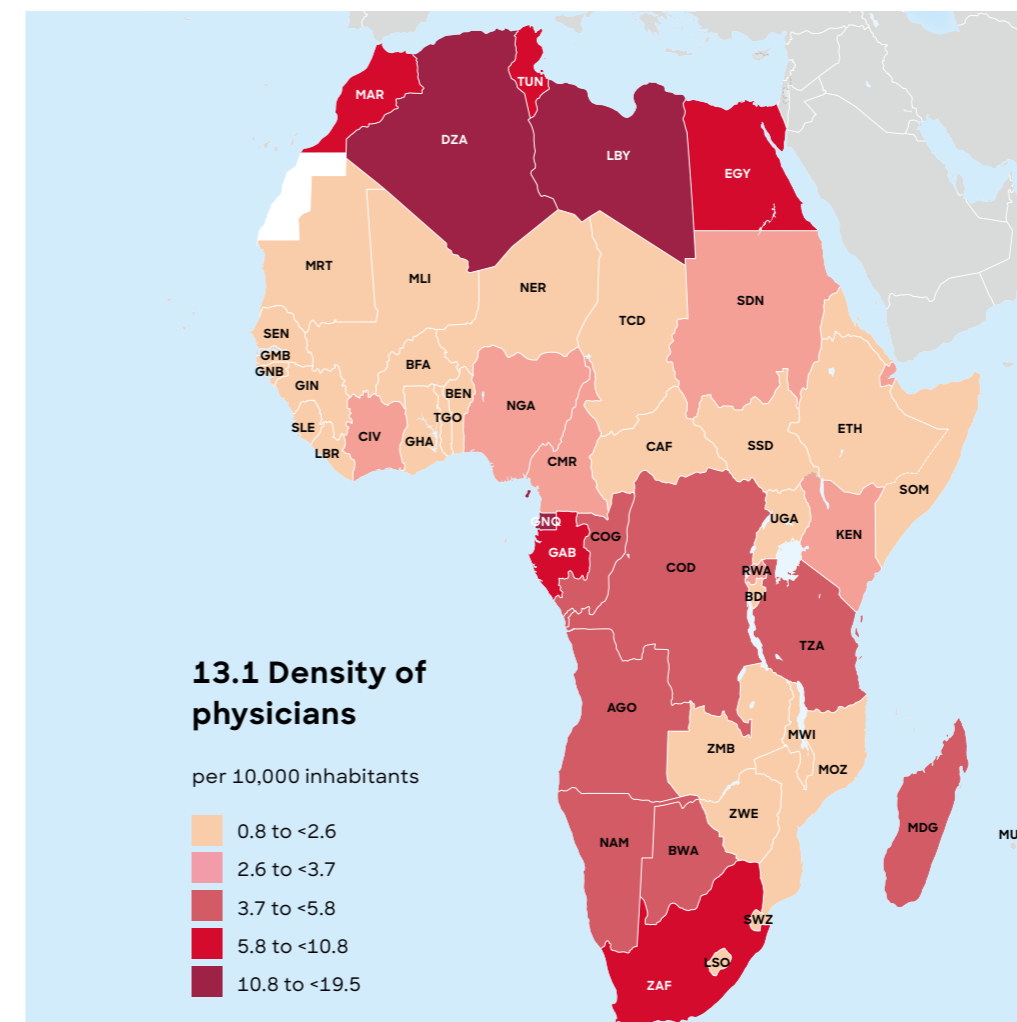 TUN
MAR
DZA
LBY
EGY
MRT
MLI
NER
SDN
TCD
SEN
GMB
GNB
GIN
BFA
BEN
NGA
TGO
SLE
CIV
GHA
LBR
ETH
CAF
SSD
CMR
SOM
GNQ
UGA
COG
KEN
GAB
COD
RWA
BDI
TZA
13.1 Density of
physicians
AGO
MWI
ZMB
MOZ
per 10,000 inhabitants
ZWE
MDG
MU
NAM
BWA
0.8 to <2.6
2.6 to <3.7
3.7 to <5.8
5.8 to <10.8
10.8 to <19.5
SWZ
LSO
ZAF